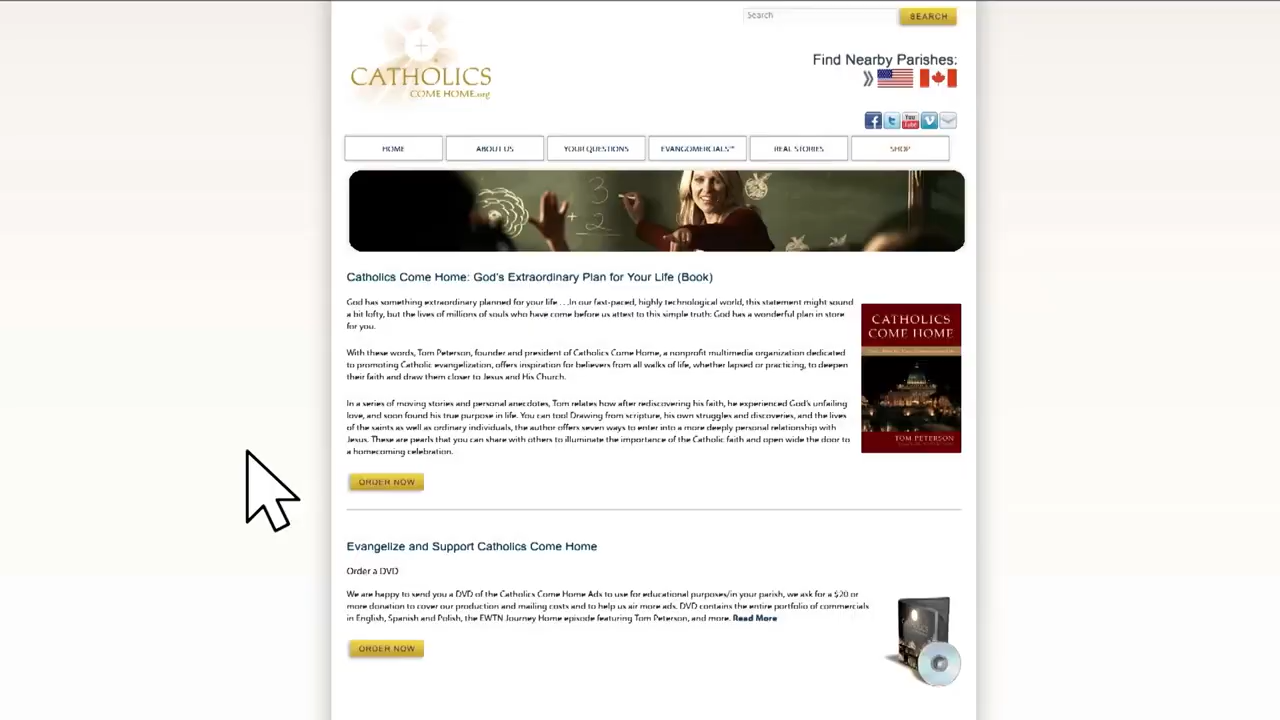 Search
SEARCH
CATHOLICS
COME HOME.org
Find Nearby Parishes:
You
Tube
HOME
ABOUT US
YOUR QUESTIONS
EVANGOMERCIALS™
REAL STORIES
SHOP
3
+ 2
Catholics Come Home: God's Extraordinary Plan for Your Life (Book)
God has something extraordinary planned for your life . . .In our fast-paced, highly technological world, this statement might sound
a bit lofty, but the lives of millions of souls who have come before us attest to this simple truth: God has a wonderful plan in store
for you.
With these words, Tom Peterson, founder and president of Catholics Come Home, a nonprofit multimedia organization dedicated
to promoting Catholic evangelization, offers inspiration for believers from all walks of life, whether lapsed or practicing, to deepen
their faith and draw them closer to Jesus and His Church.
In a series of moving stories and personal anecdotes, Tom relates how after rediscovering his faith, he experienced God's unfailing
love, and soon found his true purpose in life. You can too! Drawing from scripture, his own struggles and discoveries, and the lives
of the saints as well as ordinary individuals, the author offers seven ways to enter into a more deeply personal relationship with
Jesus. These are pearls that you can share with others to illuminate the importance of the Catholic faith and open wide the door to
a homecoming celebration.
CATHOLICS
COME HOME
TOM PETERSON
ORDER NOW
Evangelize and Support Catholics Come Home
Order a DVD
We are happy to send you a DVD of the Catholics Come Home Ads to use for educational purposes/in your parish, we ask for a $20 or
more donation to cover our production and mailing costs and to help us air more ads. DVD contains the entire portfolio of commercials
in English, Spanish and Polish, the EWTN Journey Home episode featuring Tom Peterson, and more. Read More
ORDER NOW